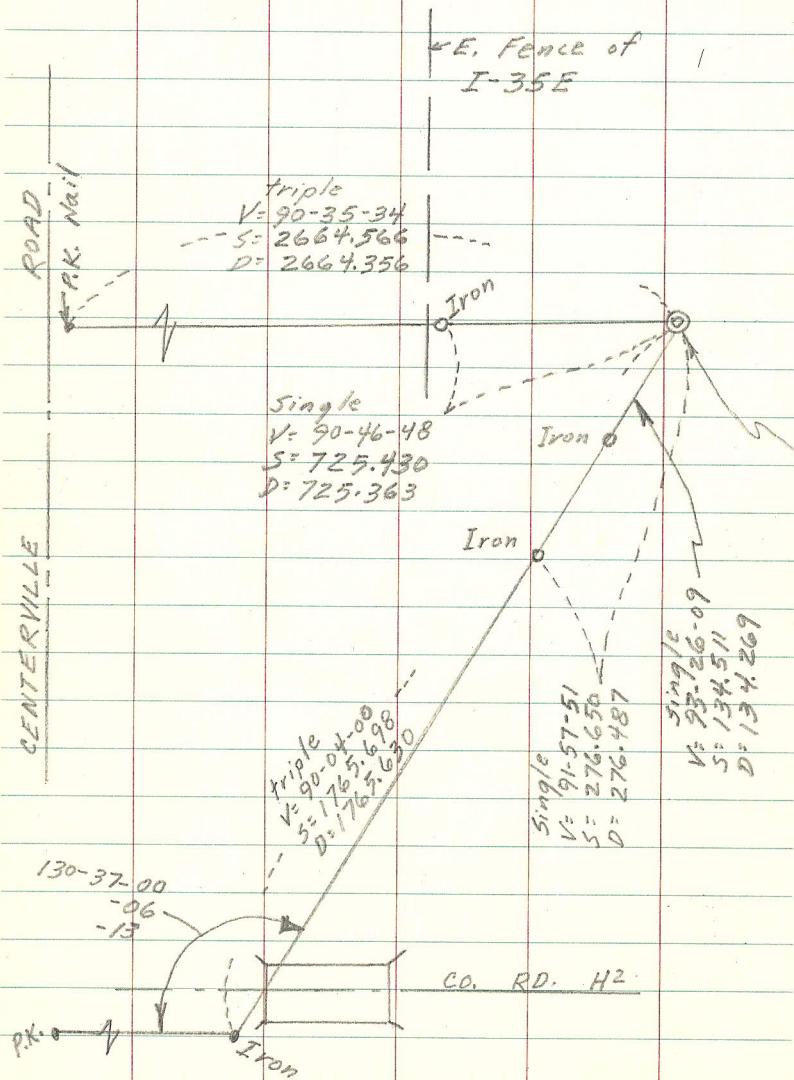 E. Fence of
I-35E
ROAD
P.K. Nail
triple
V= 90-35-34
S= 2664.566
D= 2664.356
Iron
Single
V= 90-46-48
S= 725.430
D= 725.363
Iron
Iron
CENTERVILLE
triple
V= 90-04-00
S= 1765.698
D= 1765.630
Single
V= 91-57-51
S= 276.650
D= 276.487
Single
V= 93-26-09
S= 134.511
D= 134.269
130-37-00
-06
-13
CO. RD. H2
P.K.
Iron